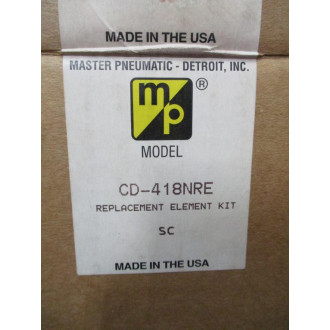 MADE IN THE USA
MASTER PNEUMATIC - DETROIT, INC.
mp ®
MODEL
CD-418NRE
REPLACEMENT ELEMENT KIT
SC
MADE IN THE USA